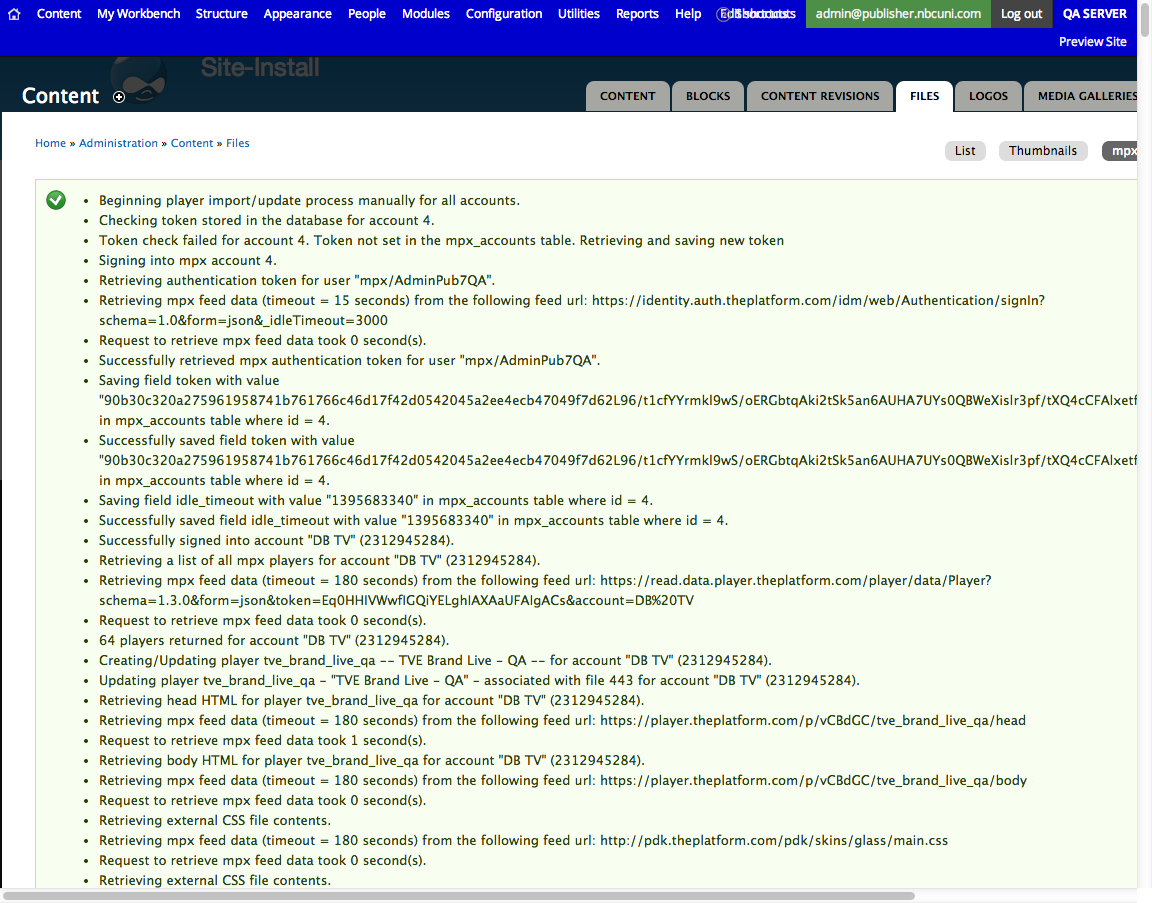 Content My Workbench Structure Appearance People Modules Configuration Utilities Reports Help admin@publisher.nbcuni.com Log out QA SERVER
Preview Site
Site-Install
Content
CONTENT BLOCKS CONTENT REVISIONS FILES LOGOS MEDIA GALLERIES
Home » Administration » Content » Files
List Thumbnails mpx
Beginning player import/update process manually for all accounts.
Checking token stored in the database for account 4.
Token check failed for account 4. Token not set in the mpx_accounts table. Retrieving and saving new token
Signing into mpx account 4.
Retrieving authentication token for user "mpx/AdminPub7QA".
Retrieving mpx feed data (timeout = 15 seconds) from the following feed url: https://identity.auth.theplatform.com/idm/web/Authentication/signIn?
schema=1.0&form=json&_idleTimeout=3000
Request to retrieve mpx feed data took 0 second(s).
Successfully retrieved mpx authentication token for user "mpx/AdminPub7QA".
Saving field token with value
"90b30c320a275961958741b761766c46d17f42d0542045a2ee4ecb47049f7d62L96/t1cfYYrmkl9wS/oERGbtqAki2tSk5an6AUHA7UYs0QBWeXislr3pf/tXQ4cCFAlxetf
in mpx_accounts table where id = 4.
Successfully saved field token with value
"90b30c320a275961958741b761766c46d17f42d0542045a2ee4ecb47049f7d62L96/t1cfYYrmkl9wS/oERGbtqAki2tSk5an6AUHA7UYs0QBWeXislr3pf/tXQ4cCFAlxetf
in mpx_accounts table where id = 4.
Saving field idle_timeout with value "1395683340" in mpx_accounts table where id = 4.
Successfully saved field idle_timeout with value "1395683340" in mpx_accounts table where id = 4.
Successfully signed into account "DB TV" (2312945284).
Retrieving a list of all mpx players for account "DB TV" (2312945284).
Retrieving mpx feed data (timeout = 180 seconds) from the following feed url: https://read.data.player.theplatform.com/player/data/Player?
schema=1.3.0&form=json&token=Eq0HHlVWwflGQiYELghlAXAaUFAlgACs&account=DB%20TV
Request to retrieve mpx feed data took 0 second(s).
64 players returned for account "DB TV" (2312945284).
Creating/Updating player tve_brand_live_qa -- TVE Brand Live - QA -- for account "DB TV" (2312945284).
Updating player tve_brand_live_qa - "TVE Brand Live - QA" - associated with file 443 for account "DB TV" (2312945284).
Retrieving head HTML for player tve_brand_live_qa for account "DB TV" (2312945284).
Retrieving mpx feed data (timeout = 180 seconds) from the following feed url: https://player.theplatform.com/p/vCBdGC/tve_brand_live_qa/head
Request to retrieve mpx feed data took 1 second(s).
Retrieving body HTML for player tve_brand_live_qa for account "DB TV" (2312945284).
Retrieving mpx feed data (timeout = 180 seconds) from the following feed url: https://player.theplatform.com/p/vCBdGC/tve_brand_live_qa/body
Request to retrieve mpx feed data took 0 second(s).
Retrieving external CSS file contents.
Retrieving mpx feed data (timeout = 180 seconds) from the following feed url: http://pdk.theplatform.com/pdk/skins/glass/main.css
Request to retrieve mpx feed data took 0 second(s).
Retrieving external CSS file contents.